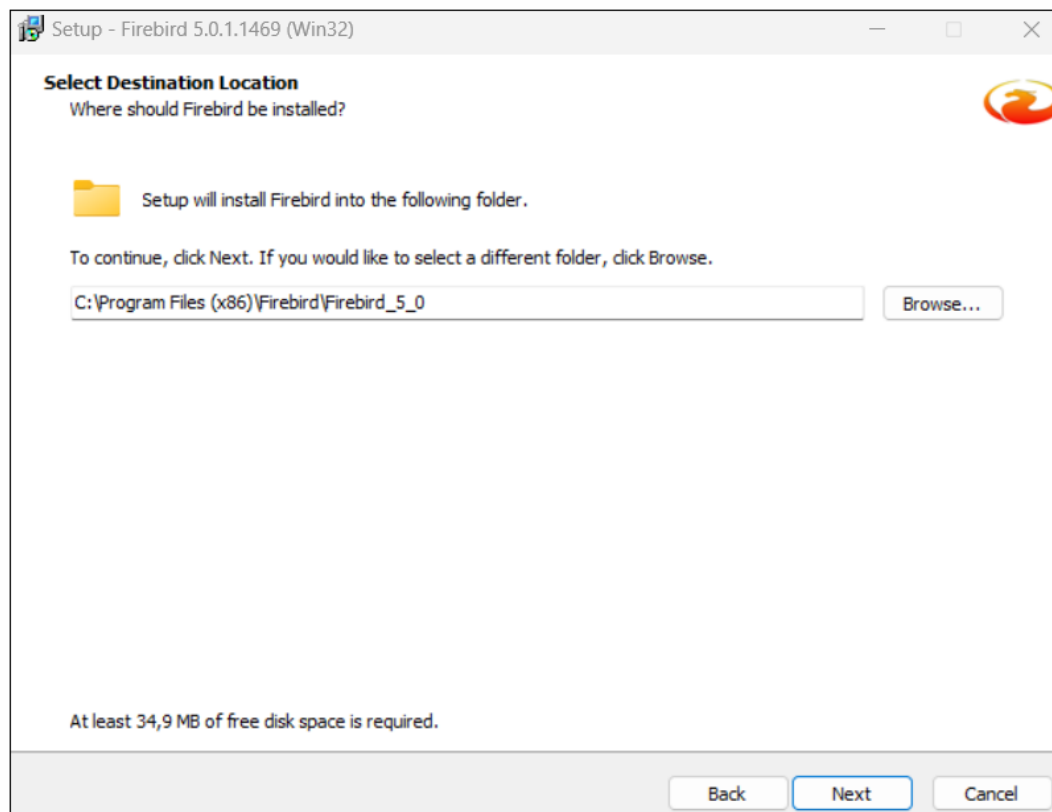 Setup - Firebird 5.0.1.1469 (Win32)
Select Destination Location
Where should Firebird be installed?
Setup will install Firebird into the following folder.
To continue, click Next. If you would like to select a different folder, click Browse.
C:\Program Files (x86)\Firebird\Firebird_5_0
Browse...
At least 34,9 MB of free disk space is required.
Back
Next
Cancel